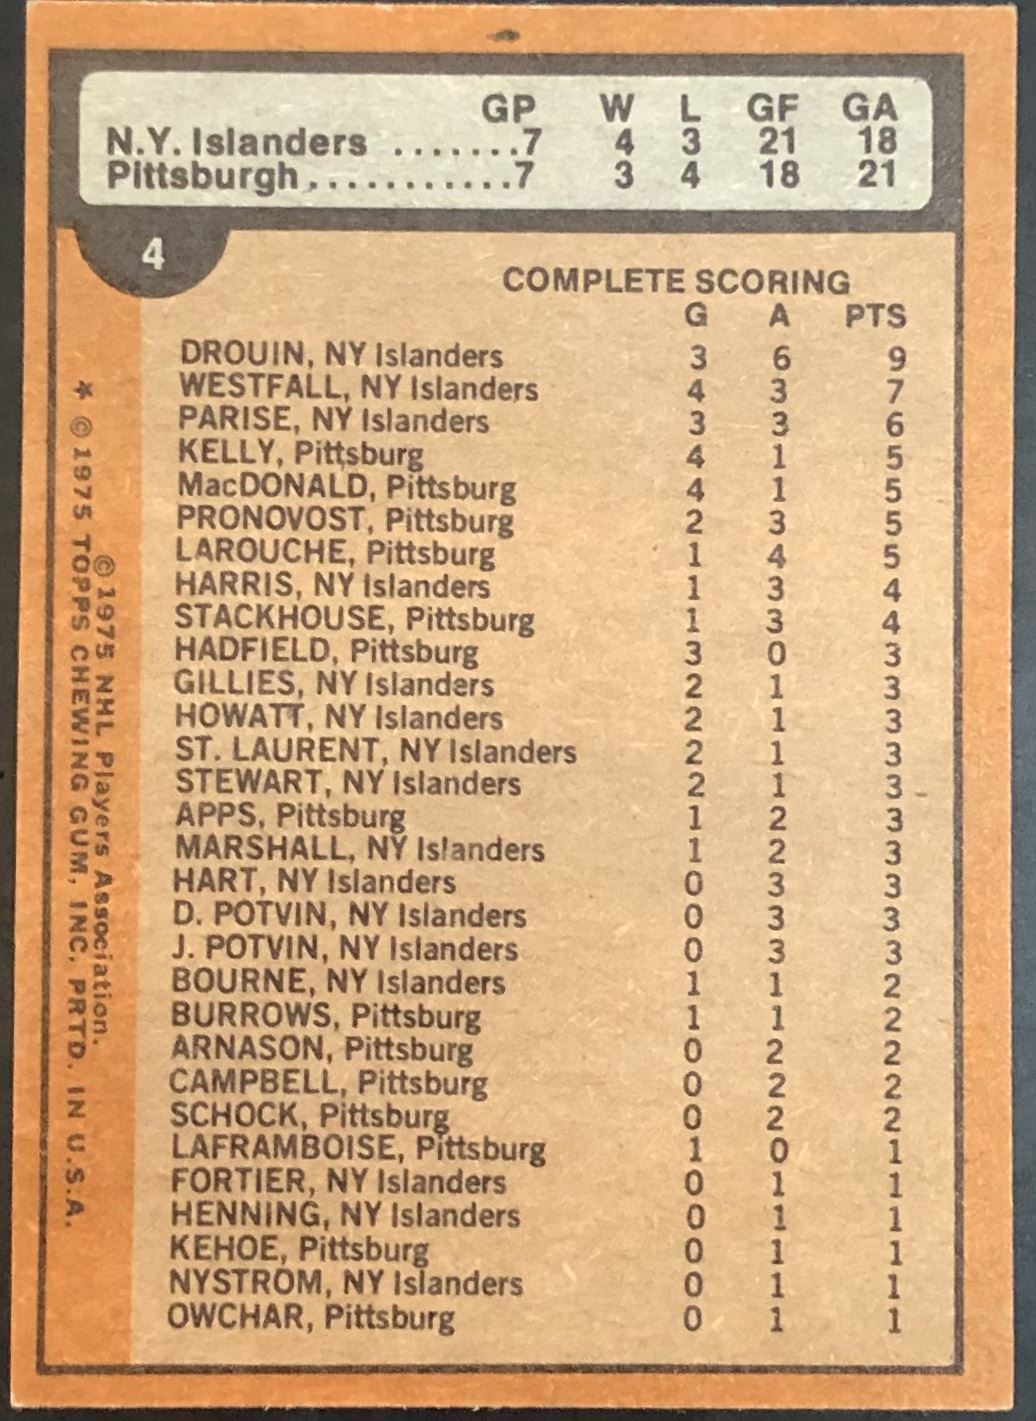 GP W L GF GA
N.Y. Islanders .......7 4 3 21 18
Pittsburgh...........7 3 4 18 21
4
COMPLETE SCORING
G A PTS
DROUIN, NY Islanders 3 6 9
WESTFALL, NY Islanders 4 3 7
PARISE, NY Islanders 3 3 6
KELLY, Pittsburg 4 1 5
MacDONALD, Pittsburg 4 1 5
PRONOVOST, Pittsburg 2 3 5
LAROUCHE, Pittsburg 1 4 5
HARRIS, NY Islanders 1 3 4
STACKHOUSE, Pittsburg 1 3 4
HADFIELD, Pittsburg 3 0 3
GILLIES, NY Islanders 2 1 3
HOWATT, NY Islanders 2 1 3
ST. LAURENT, NY Islanders 2 1 3
STEWART, NY Islanders 2 1 3
APPS, Pittsburg 1 2 3
MARSHALL, NY Islanders 1 2 3
HART, NY Islanders 0 3 3
D. POTVIN, NY Islanders 0 3 3
J. POTVIN, NY Islanders 0 3 3
BOURNE, NY Islanders 1 1 2
BURROWS, Pittsburg 1 1 2
ARNASON, Pittsburg 0 2 2
CAMPBELL, Pittsburg 0 2 2
SCHOCK, Pittsburg 0 2 2
LAFRAMBOISE, Pittsburg 1 0 1
FORTIER, NY Islanders 0 1 1
HENNING, NY Islanders 0 1 1
KEHOE, Pittsburg 0 1 1
NYSTROM, NY Islanders 0 1 1
OWCHAR, Pittsburg 0 1 1
© 1975 NHL Players Association.
* © 1975 TOPPS CHEWING GUM, INC. PRTD. IN U.S.A.